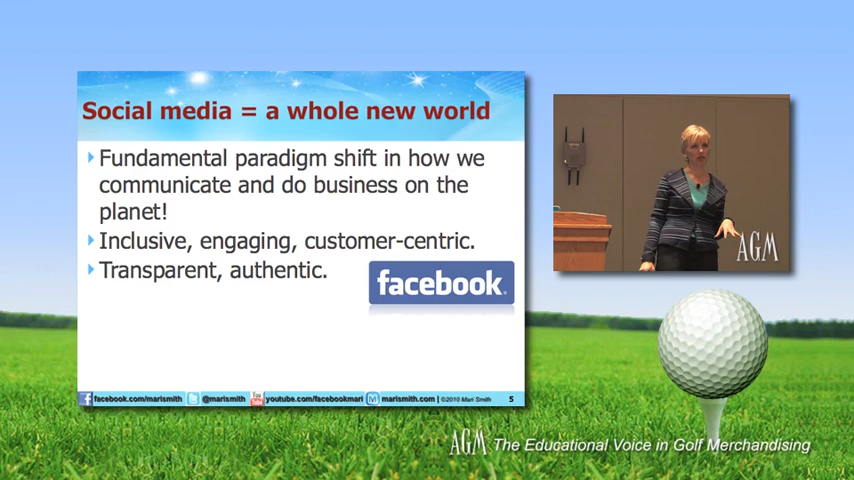 Social media = a whole new world
Fundamental paradigm shift in how we
communicate and do business on the
planet!
Inclusive, engaging, customer-centric.
Transparent, authentic.
facebook.
facebook.com/marismith @marismith You Tube youtube.com/facebookmari marismith.com | ©2010 Mari Smith 5
AGM
AGM The Educational Voice in Golf Merchandising